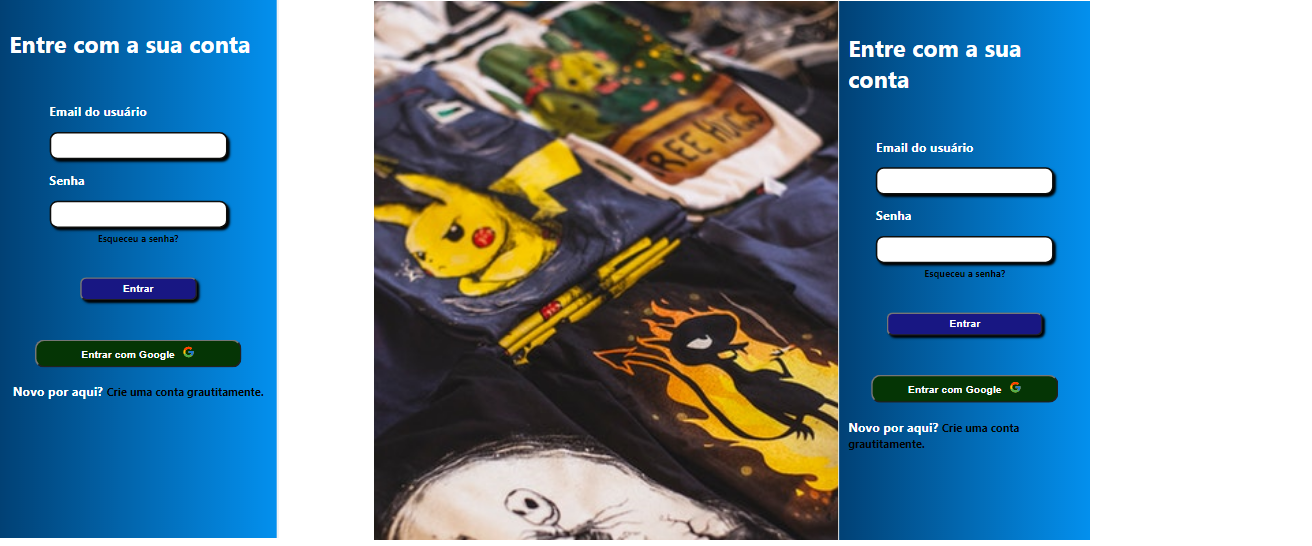 Entre com a sua conta
Email do usuário
Senha
Esqueceu a senha?
Entrar
Entrar com Google
Novo por aqui? Crie uma conta grautitamente.
FREE HUGS
Entre com a sua
conta
Email do usuário
Senha
Esqueceu a senha?
Entrar
Entrar com Google
Novo por aqui? Crie uma conta
grautitamente.